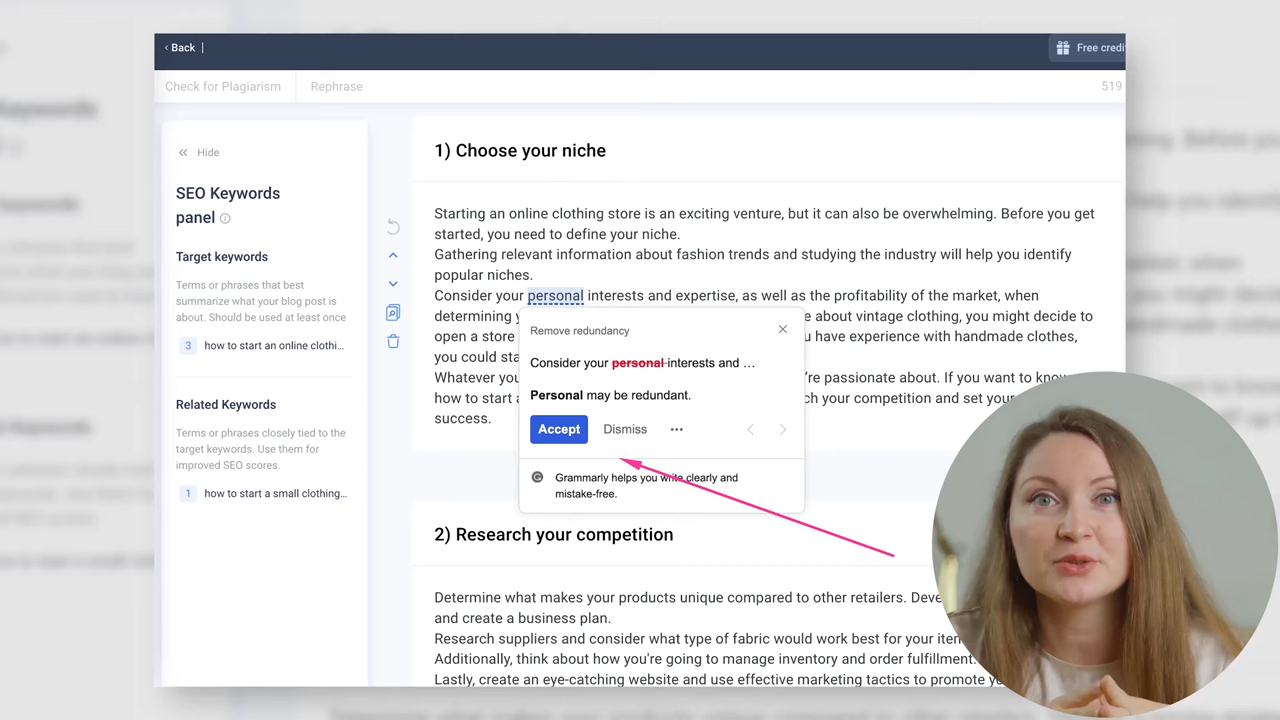 ‹ Back |
Free credi
Check for Plagiarism
Rephrase
519
Hide
SEO Keywords
panel
Target keywords
Terms or phrases that best
summarize what your blog post is
about. Should be used at least once
3 how to start an online clothi...
Related Keywords
Terms or phrases closely tied to the
target keywords. Use them for
improved SEO scores.
1 how to start a small clothing...
1) Choose your niche
Starting an online clothing store is an exciting venture, but it can also be overwhelming. Before you get
started, you need to define your niche.
Gathering relevant information about fashion trends and studying the industry will help you identify
popular niches.
Consider your personal interests and expertise, as well as the profitability of the market, when
determining
e about vintage clothing, you might decide to
open a store
u have experience with handmade clothes,
you could sta
Whatever you
're passionate about. If you want to know
how to start a
ch your competition and set your
success.
Remove redundancy
Consider your personal interests and ...
Personal may be redundant.
Accept
Dismiss
...
Grammarly helps you write clearly and
mistake-free.
2) Research your competition
Determine what makes your products unique compared to other retailers. Deve
and create a business plan.
Research suppliers and consider what type of fabric would work best for your item
Additionally, think about how you're going to manage inventory and order fulfillment.
Lastly, create an eye-catching website and use effective marketing tactics to promote yo